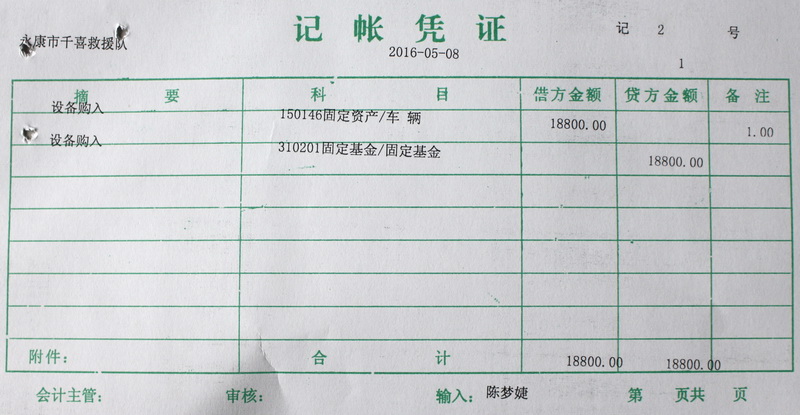 记帐凭证
记 2 号
永康市千喜救援队
2016-05-08
1
摘 要 科 目 借方金额 贷方金额 备 注
设备购入 150146固定资产/车 辆 18800.00 1.00
设备购入 310201固定基金/固定基金 18800.00
附件: 合 计 18800.00 18800.00
会计主管: 审核: 输入: 陈梦婕 第 页共 页